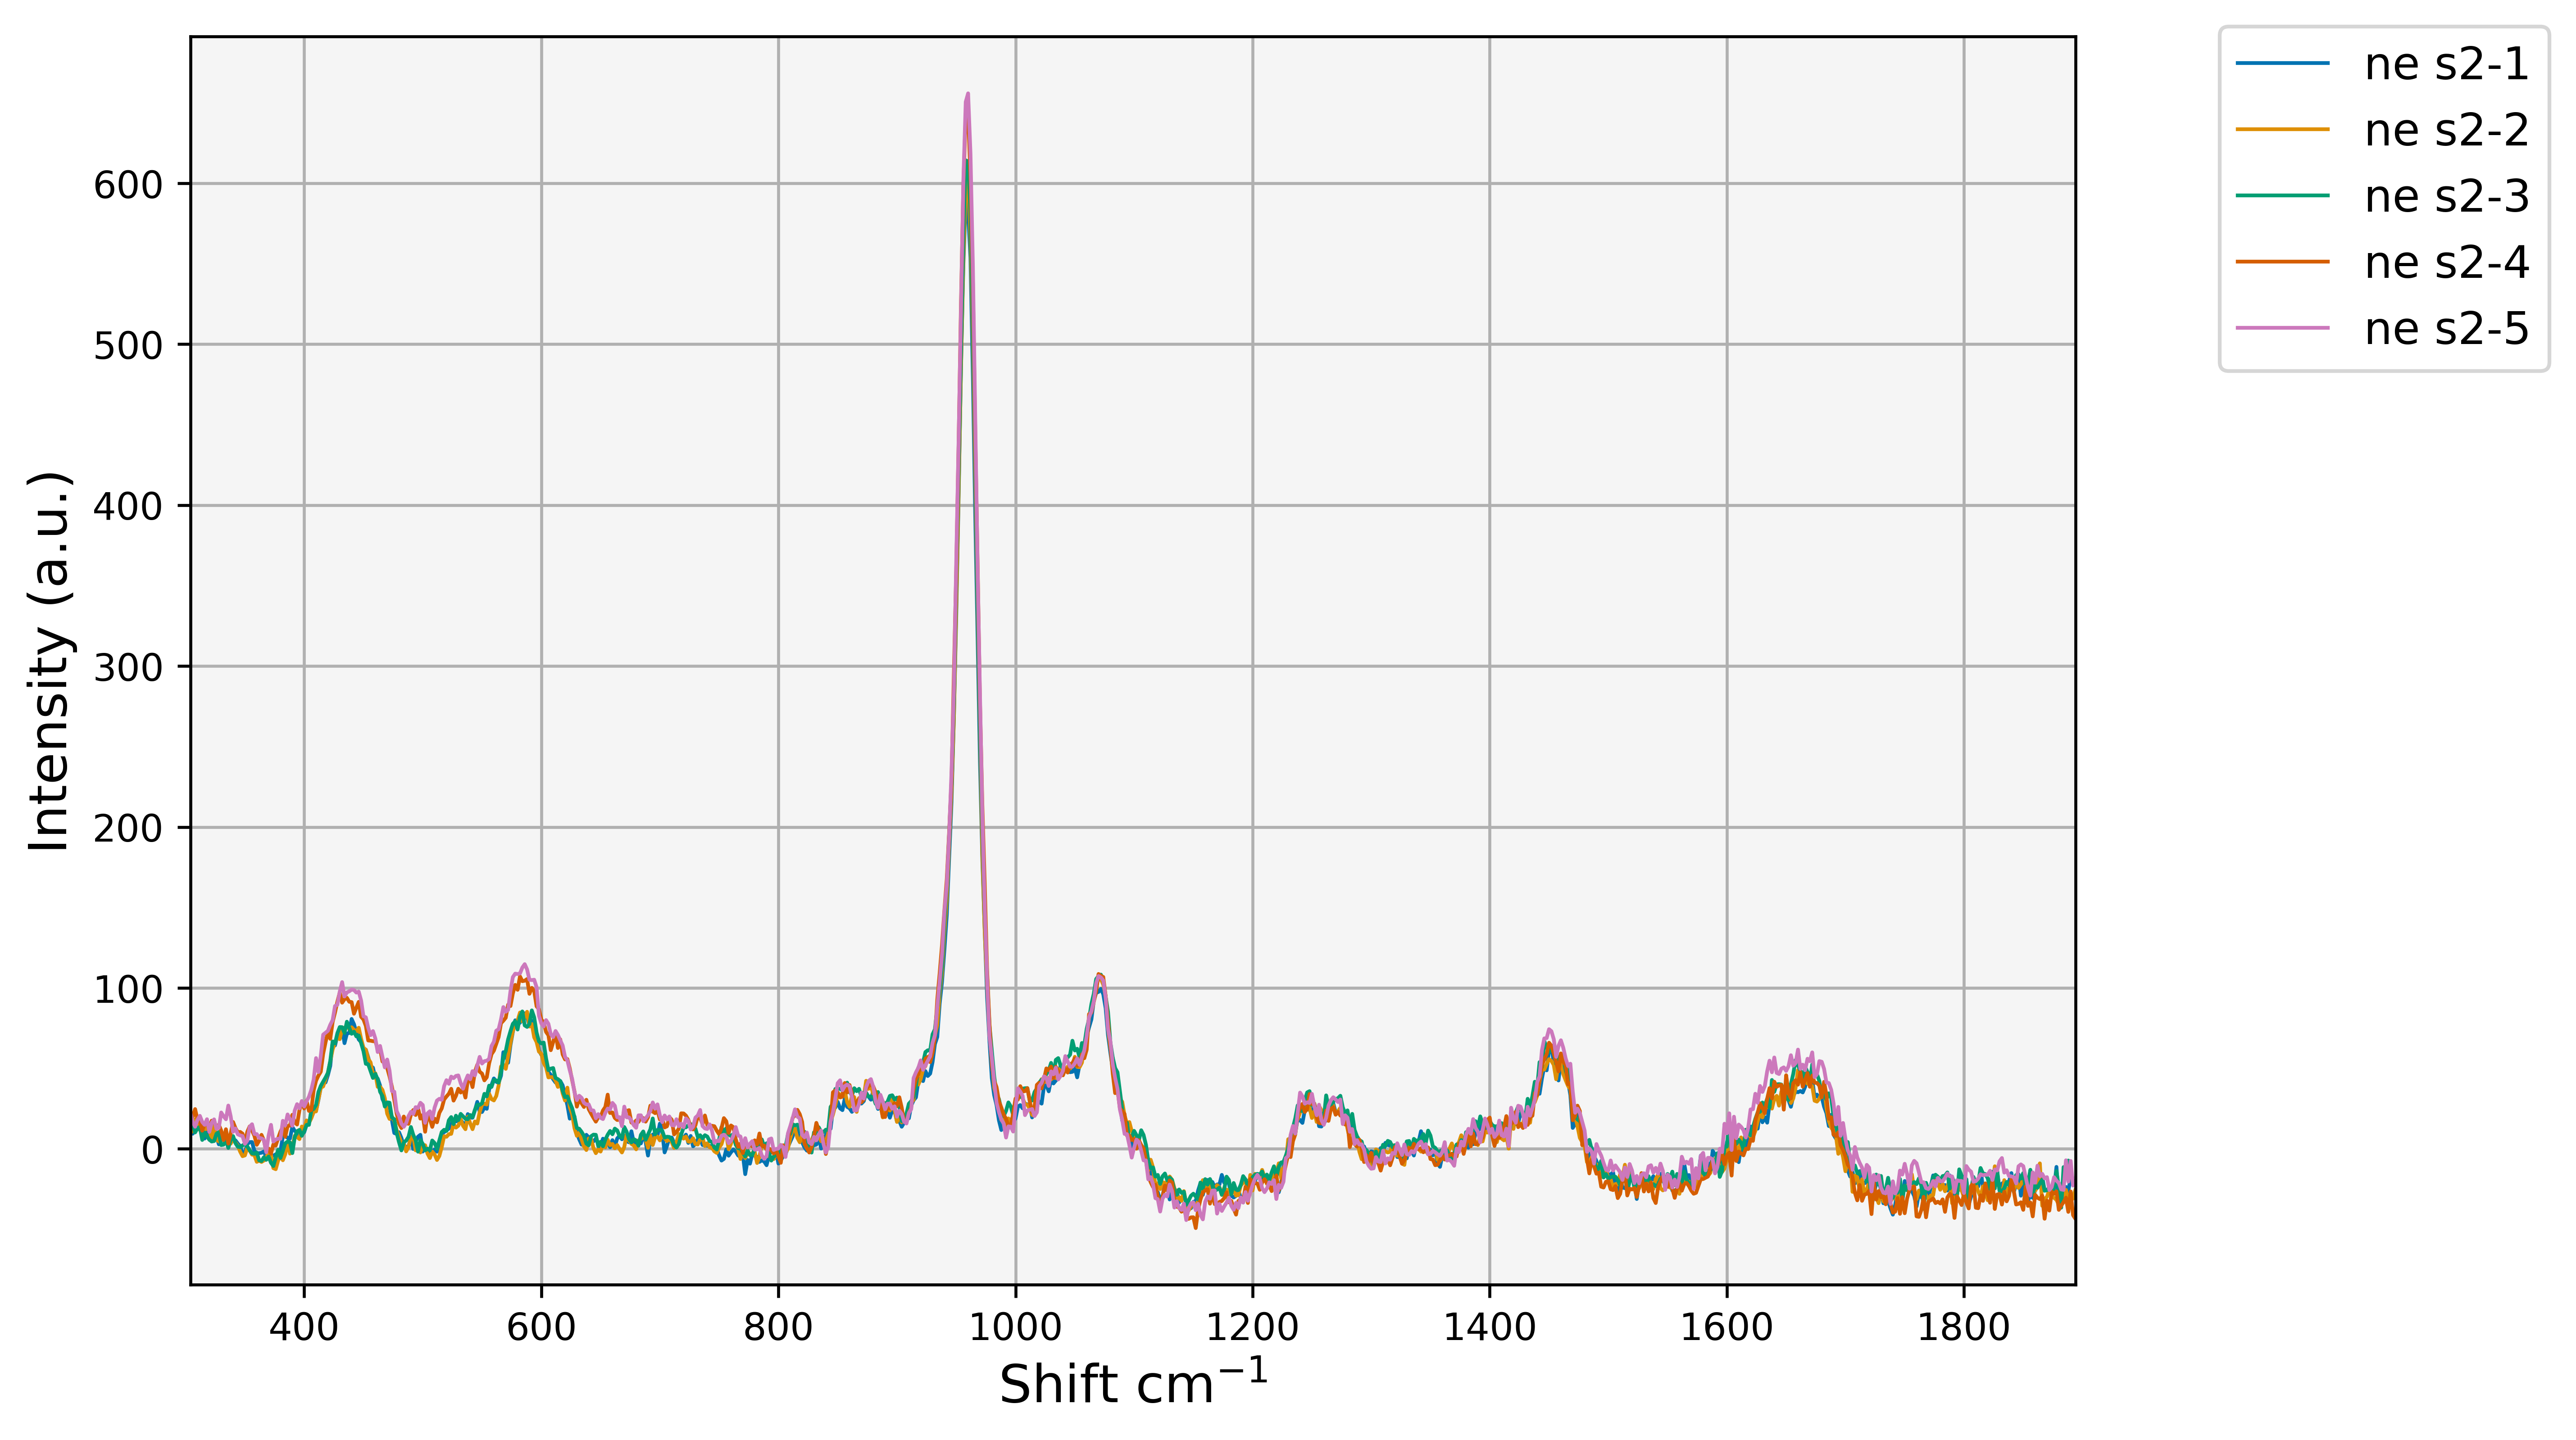 ne s2-1
ne s2-2
ne s2-3
ne s2-4
ne s2-5
600
500
400
300
200
100
0
Intensity (a.u.)
400 600 800 1000 1200 1400 1600 1800
Shift cm⁻¹